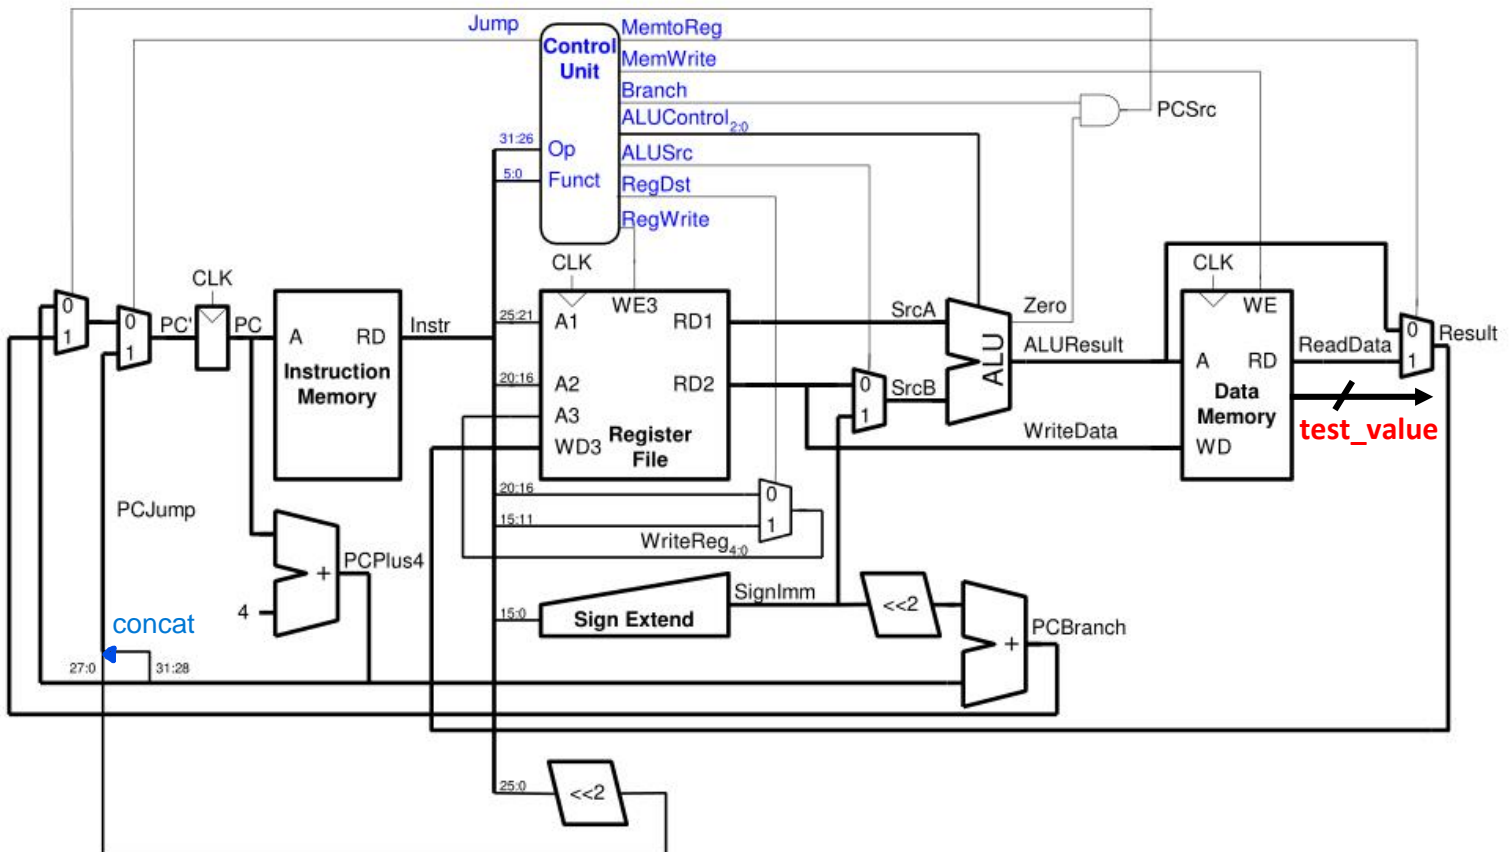 Jump
MemtoReg
Control
Unit
MemWrite
Branch
PCSrc
ALUControl2:0
31:26
Op
ALUSrc
5:0
Funct
RegDst
RegWrite
CLK
CLK
CLK
0
1
0
1
PC'
PC
A
RD
Instruction
Memory
Instr
25:21
A1
WE3
RD1
SrcA
20:16
A2
RD2
A3
WD3
Register
File
0
1
SrcB
ALU
Zero
ALUResult
WriteData
WE
A
RD
Data
Memory
WD
ReadData
0
1
Result
test_value
20:16
0
15:11
1
WriteReg4:0
PCJump
+
PCPlus4
4
SignImm
15:0
Sign Extend
<<2
+
PCBranch
concat
27:0
31:28
25:0
<<2